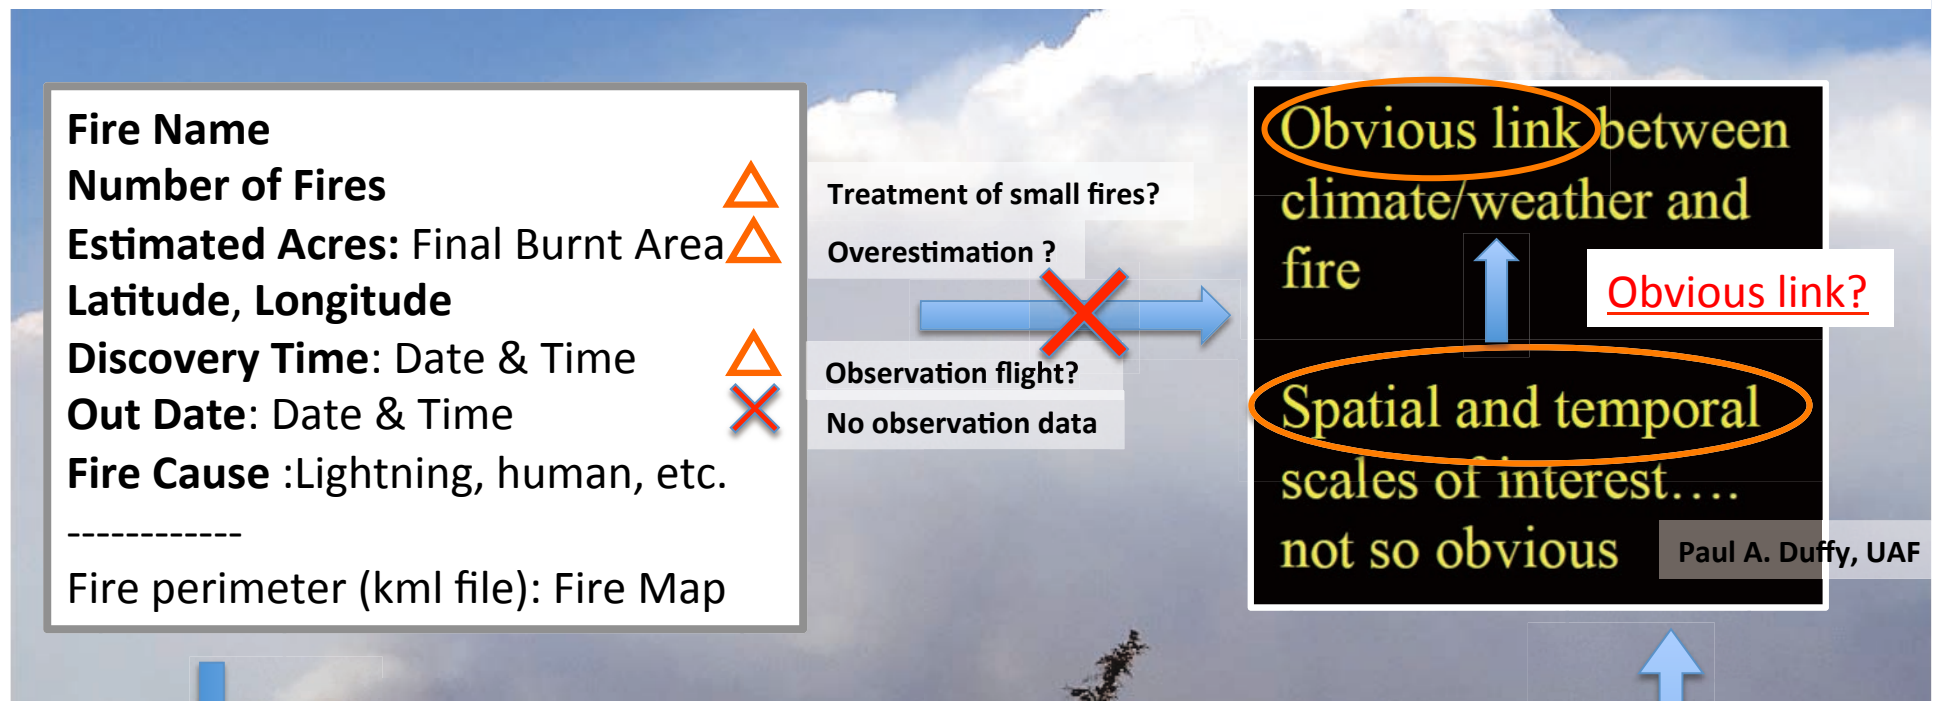 Fire Name
Number of Fires
Estimated Acres: Final Burnt Area
Latitude, Longitude
Discovery Time: Date & Time
Out Date: Date & Time
Fire Cause :Lightning, human, etc.
------------
Fire perimeter (kml file): Fire Map
Treatment of small fires?
Overestimation ?
Observation flight?
No observation data
Obvious link between
climate/weather and
fire
Obvious link?
Spatial and temporal
scales of interest....
not so obvious
Paul A. Duffy, UAF